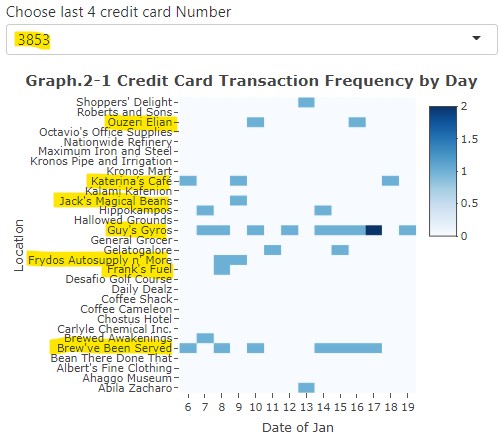 Choose last 4 credit card Number
3853
Graph.2-1 Credit Card Transaction Frequency by Day
Shoppers' Delight
Roberts and Sons
Ouzeri Elian
Octavio's Office Supplies
Nationwide Refinery
Maximum Iron and Steel
Kronos Pipe and Irrigation
Kronos Mart
Katerina's Café
Kalami Kafenion
Jack's Magical Beans
Hippokampos
Hallowed Grounds
Guy's Gyros
General Grocer
Gelatogalore
Frydos Autosupply n' More
Frank's Fuel
Desafio Golf Course
Daily Dealz
Coffee Shack
Coffee Cameleon
Chostus Hotel
Carlyle Chemical Inc.
Brewed Awakenings
Brew've Been Served
Bean There Done That
Albert's Fine Clothing
Ahaggo Museum
Abila Zacharo
Location
6 7 8 9 10 11 12 13 14 15 16 17 18 19
Date of Jan
2
1.5
1
0.5
0